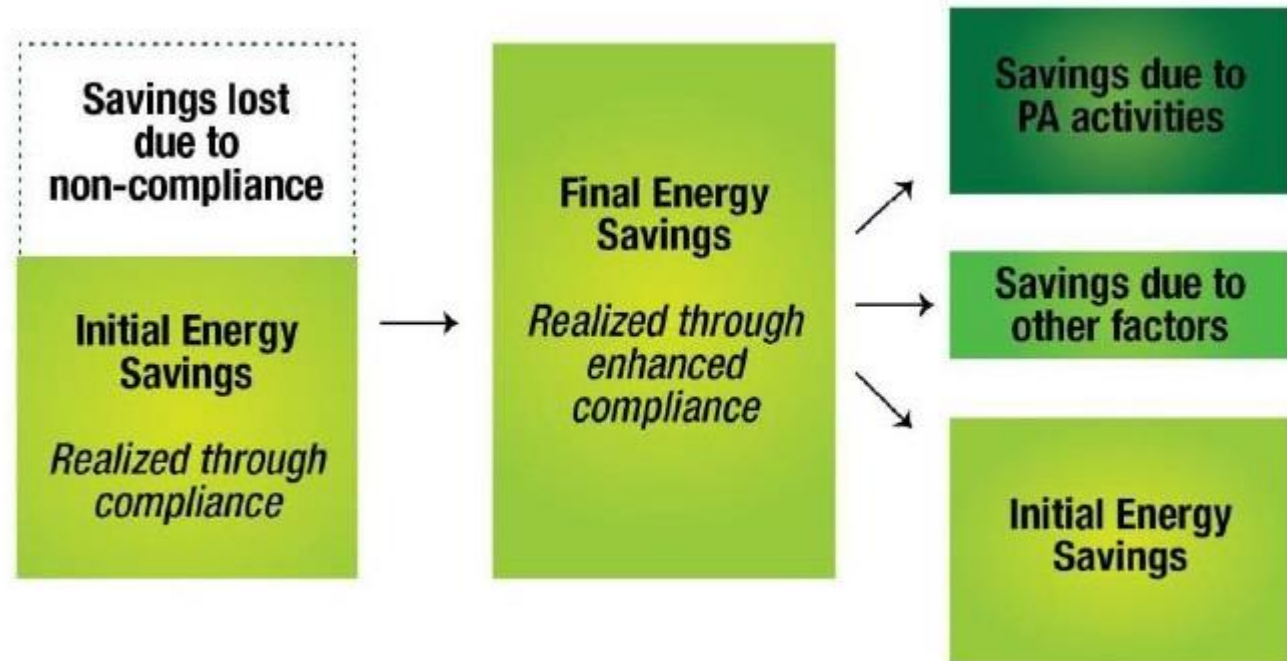 Savings lost
due to
non-compliance
Initial Energy
Savings
Realized through
compliance
Final Energy
Savings
Realized through
enhanced
compliance
Savings due to
PA activities
Savings due to
other factors
Initial Energy
Savings